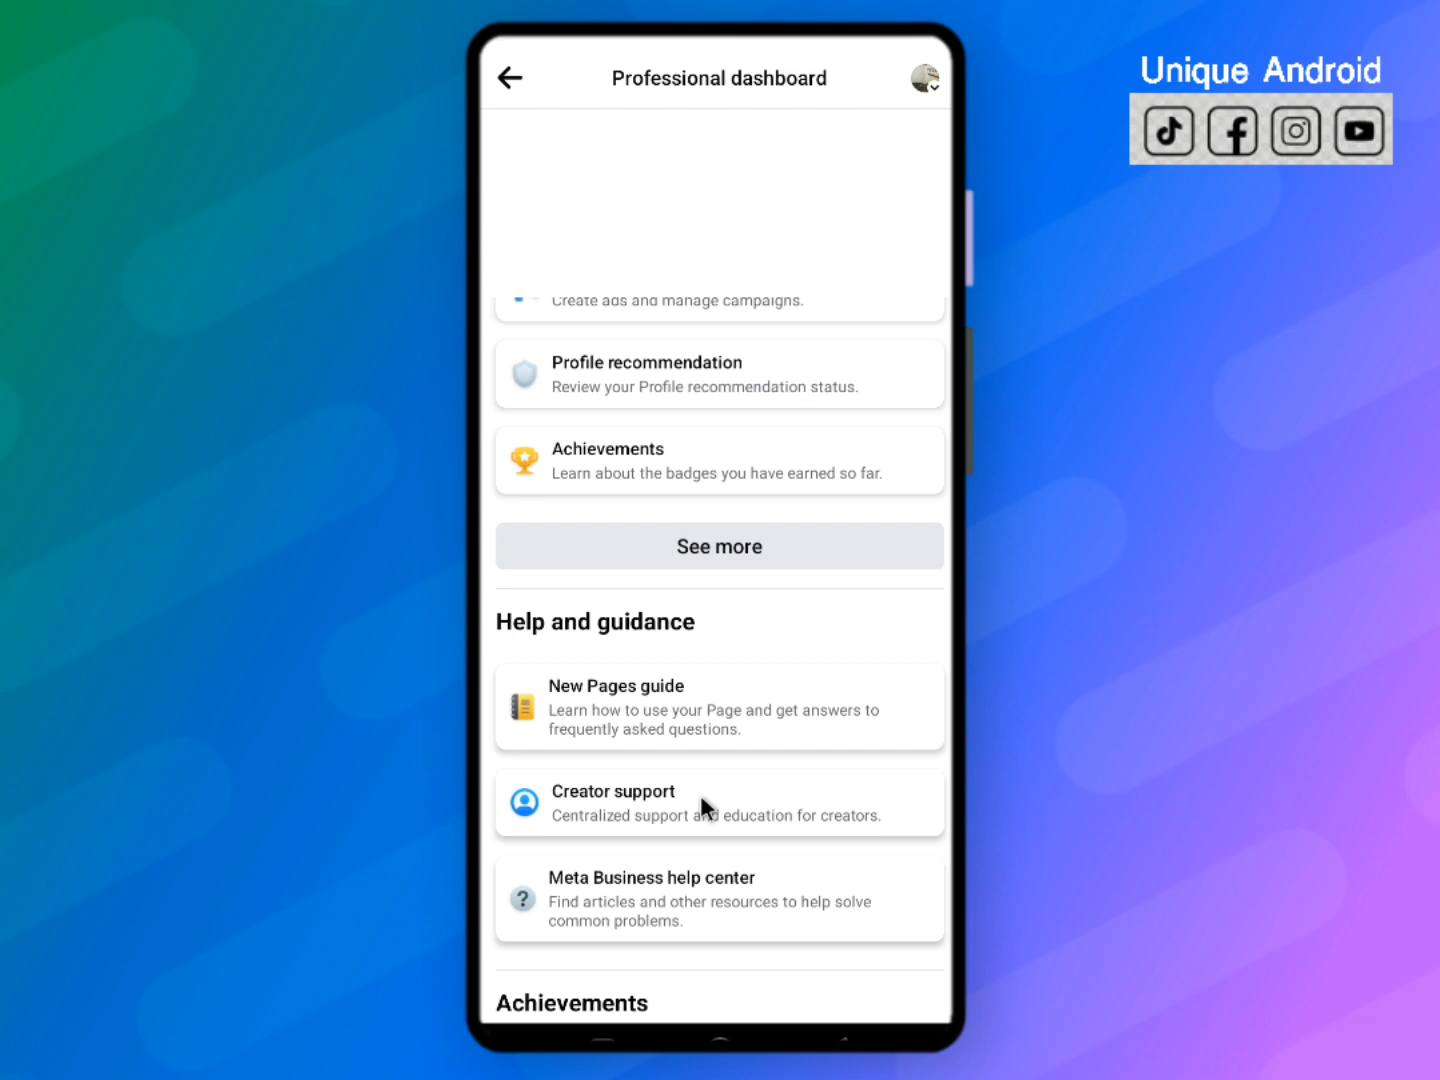 Unique Android
Professional dashboard
Create ads and manage campaigns.
Profile recommendation
Review your Profile recommendation status.
Achievements
Learn about the badges you have earned so far.
See more
Help and guidance
New Pages guide
Learn how to use your Page and get answers to
frequently asked questions.
Creator support
Centralized support and education for creators.
Meta Business help center
Find articles and other resources to help solve
common problems.
Achievements